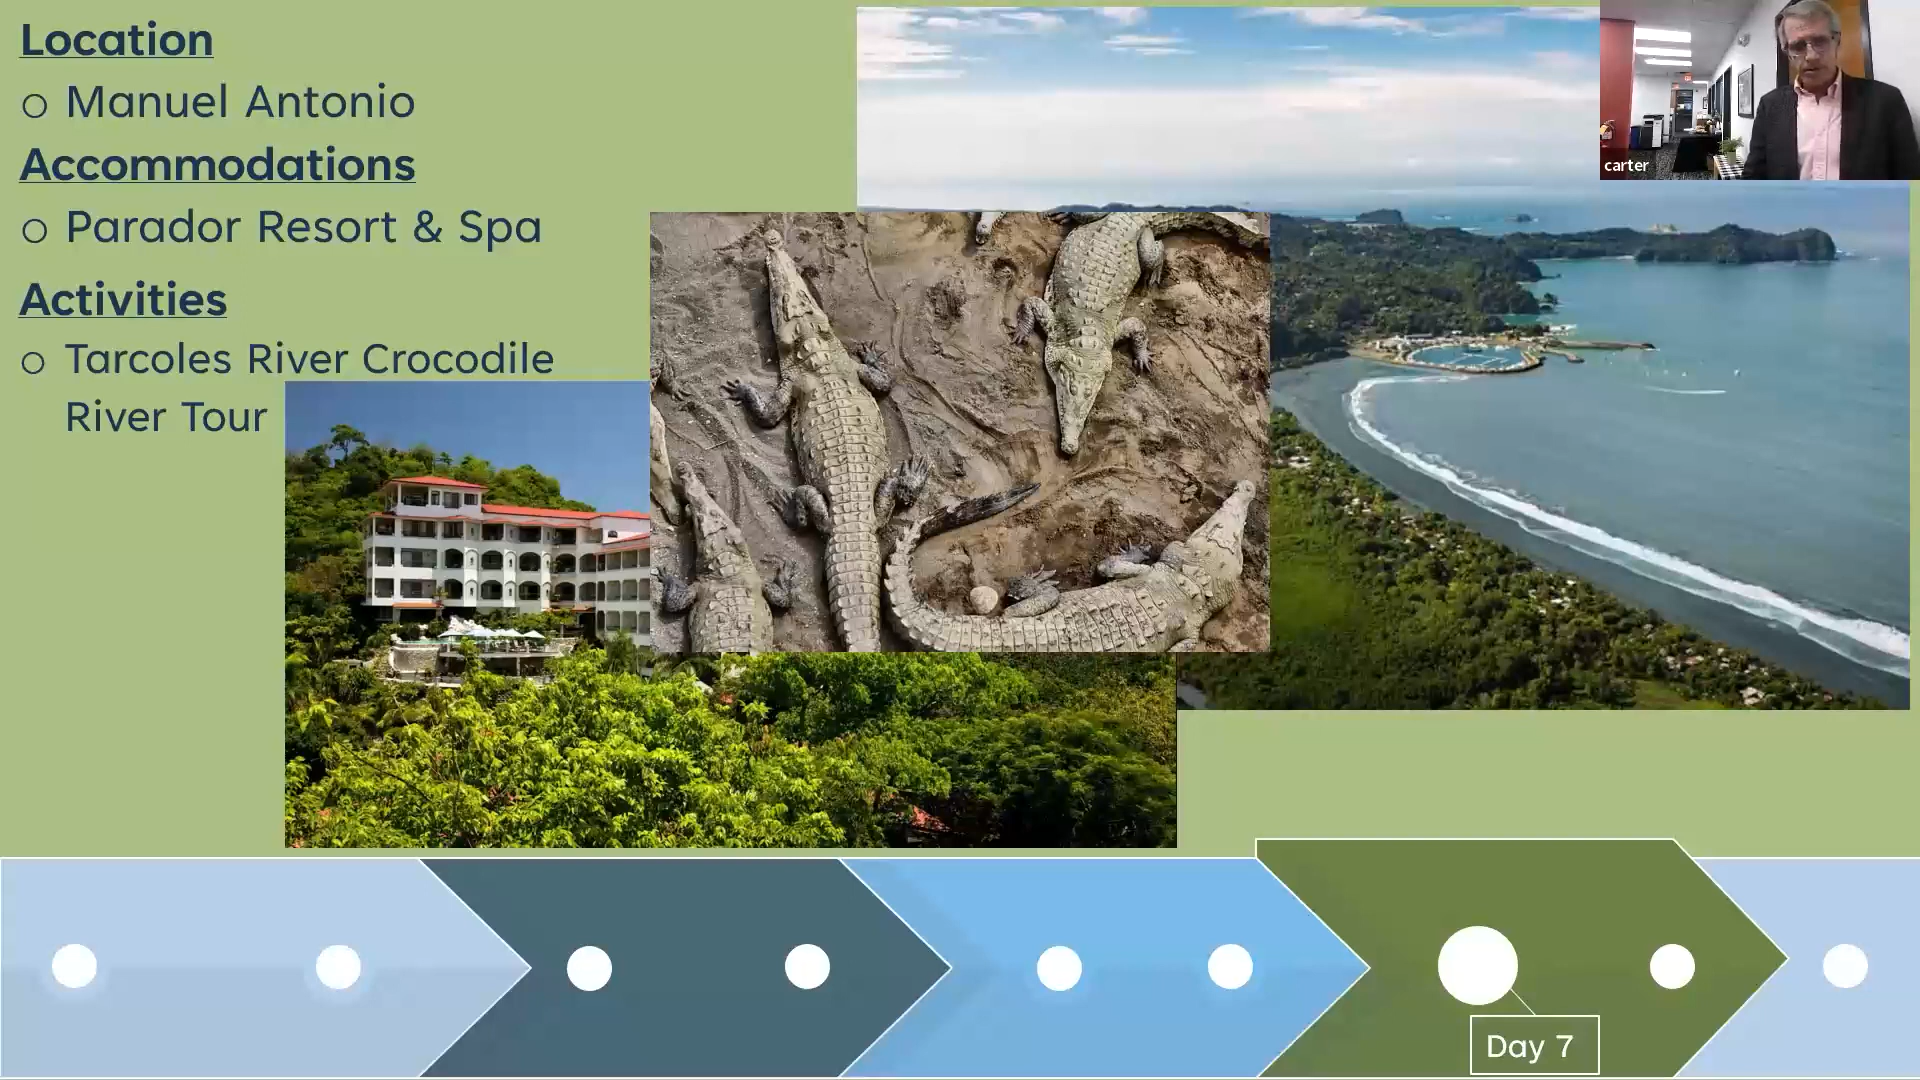 Location
○ Manuel Antonio
Accommodations
○ Parador Resort & Spa
Activities
○ Tarcoles River Crocodile
River Tour
carter
Day 7